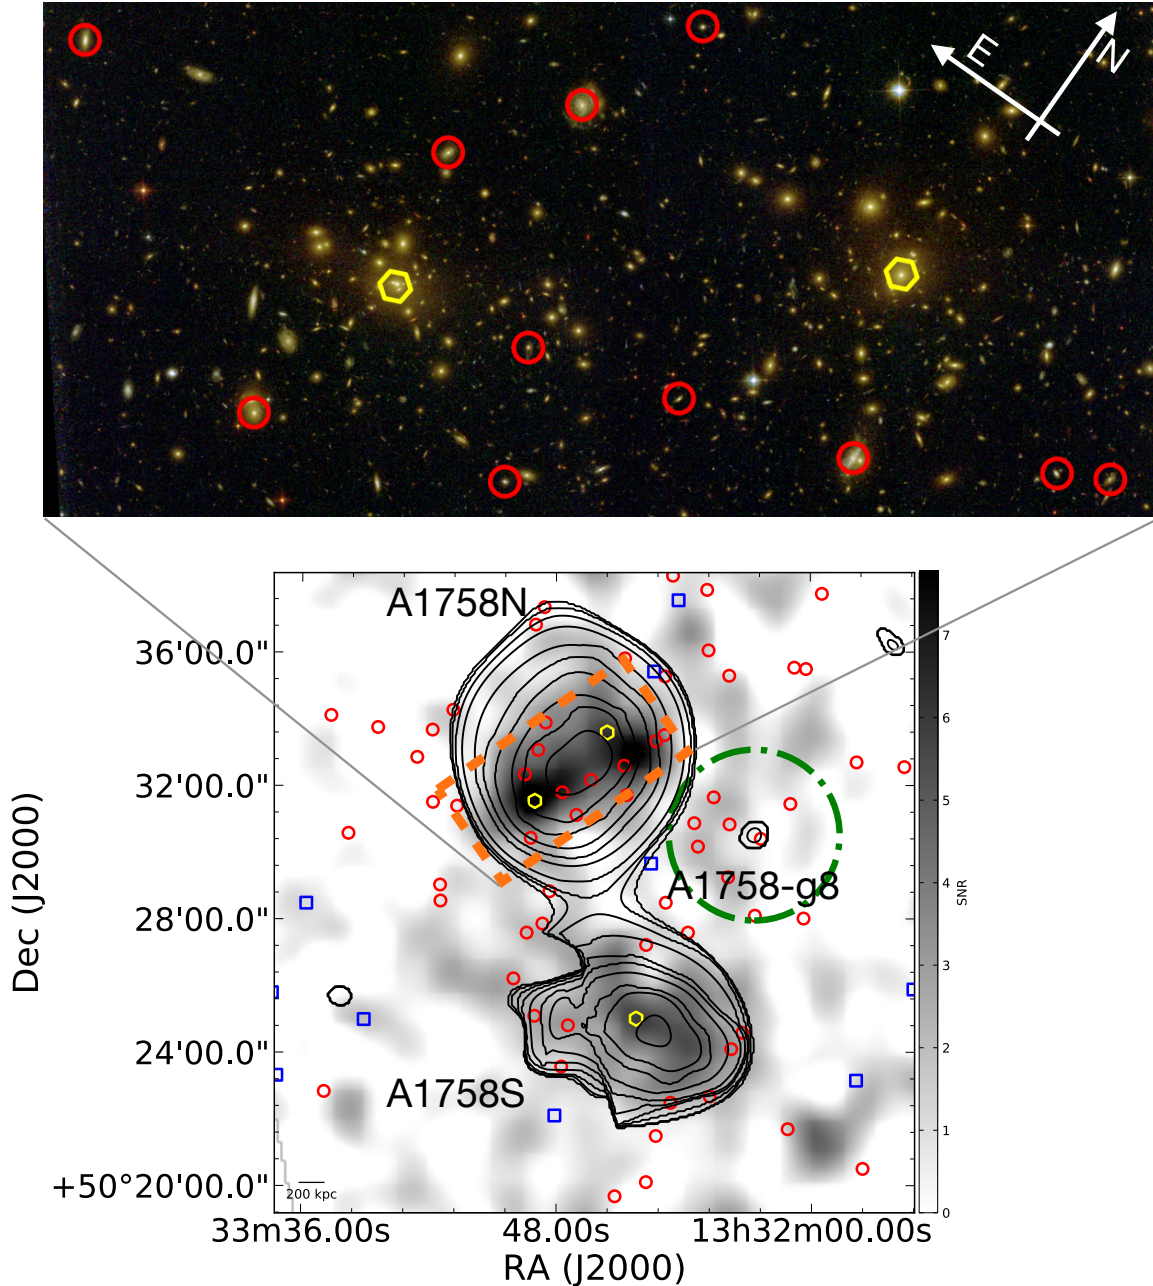 E
N
A1758N
36'00.0"
32'00.0"
28'00.0"
24'00.0"
+50°20'00.0"
Dec (J2000)
A1758-g8
A1758S
200 kpc
33m36.00s
48.00s
13h32m00.00s
RA (J2000)
7
6
5
4
3
2
1
0
SNR